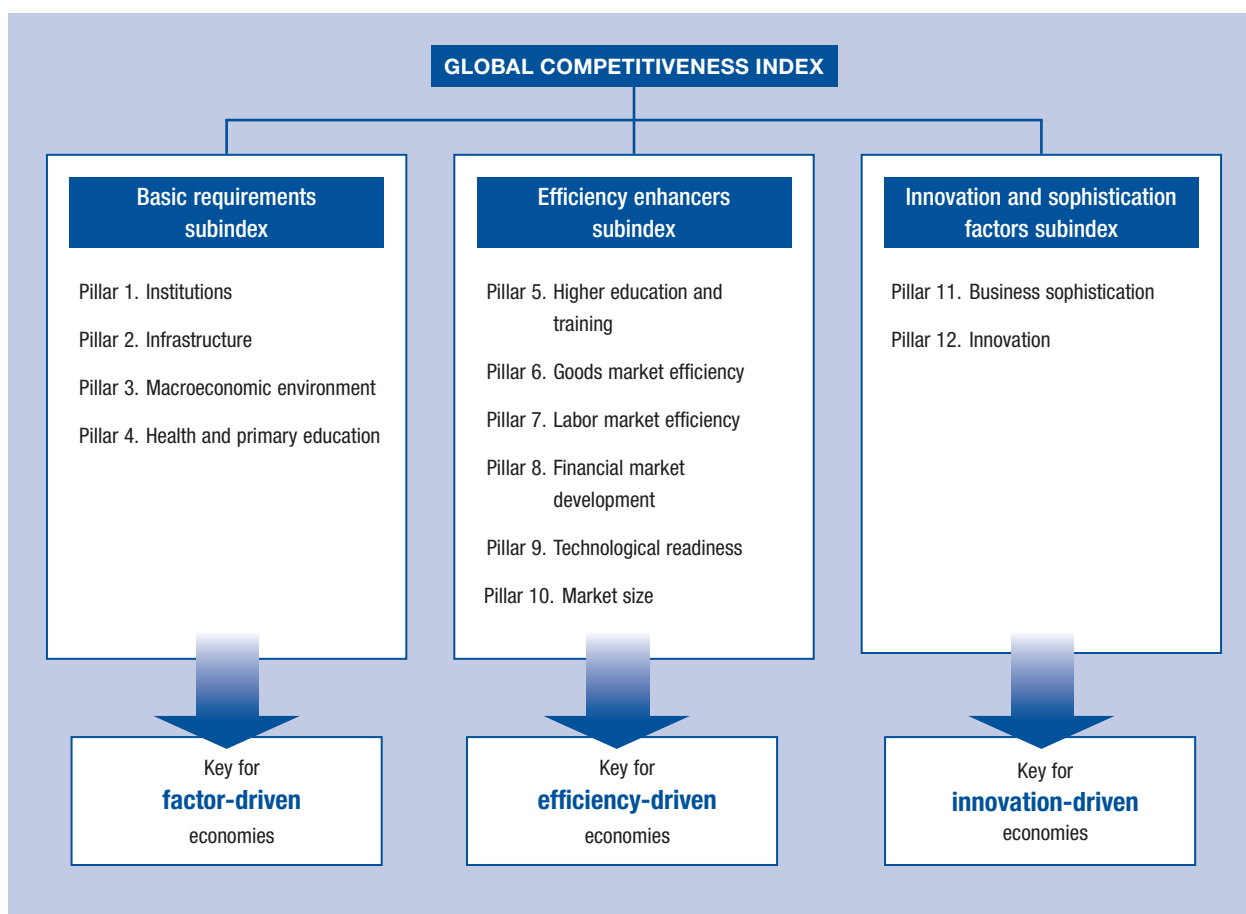 GLOBAL COMPETITIVENESS INDEX
Basic requirements
subindex
Pillar 1. Institutions
Pillar 2. Infrastructure
Pillar 3. Macroeconomic environment
Pillar 4. Health and primary education
Key for
factor-driven
economies
Efficiency enhancers
subindex
Pillar 5. Higher education and
training
Pillar 6. Goods market efficiency
Pillar 7. Labor market efficiency
Pillar 8. Financial market
development
Pillar 9. Technological readiness
Pillar 10. Market size
Key for
efficiency-driven
economies
Innovation and sophistication
factors subindex
Pillar 11. Business sophistication
Pillar 12. Innovation
Key for
innovation-driven
economies